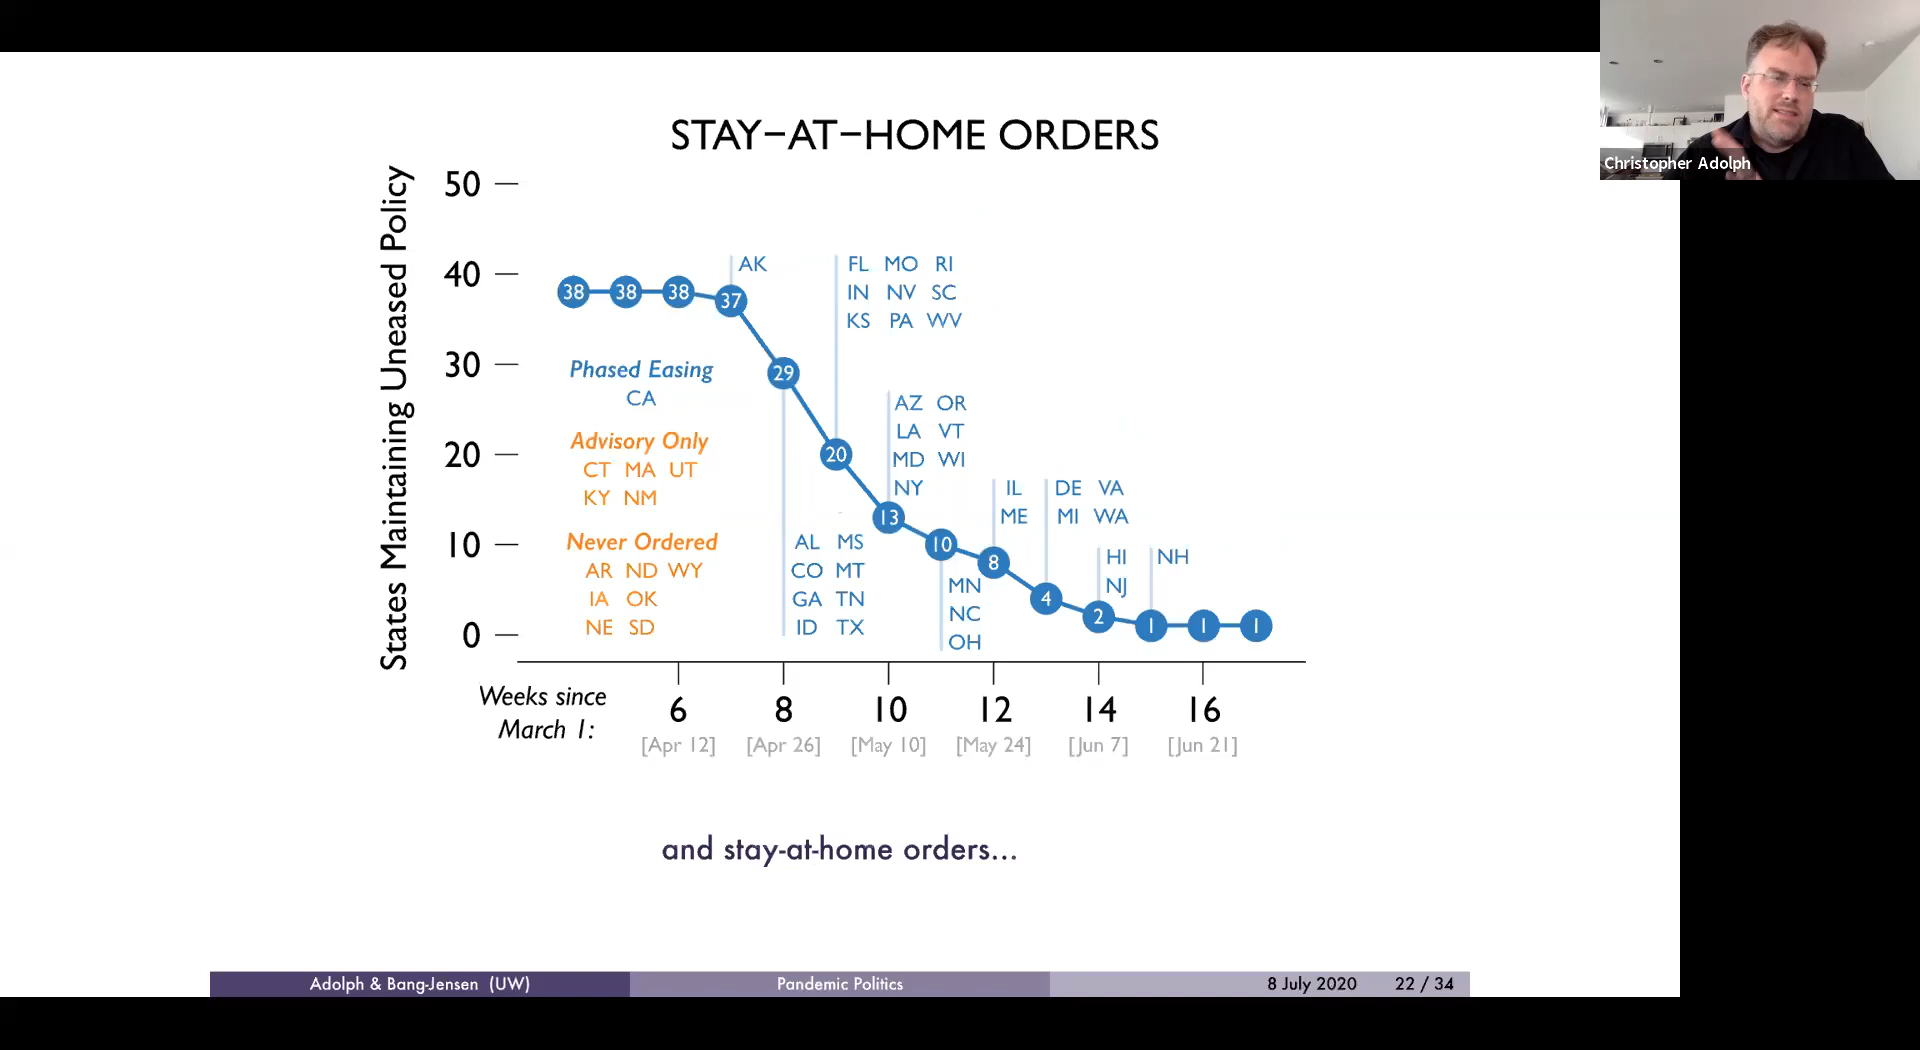 Christopher Adolph
STAY–AT–HOME ORDERS
States Maintaining Uneased Policy
50
40
30
20
10
0
38
38
38
37
29
20
13
10
8
4
2
1
1
1
AK
FL MO RI
IN NV SC
KS PA WV
Phased Easing
CA
Advisory Only
CT MA UT
KY NM
Never Ordered
AR ND WY
IA OK
NE SD
AL MS
CO MT
GA TN
ID TX
AZ OR
LA VT
MD WI
NY
MN
NC
OH
IL
ME
DE VA
MI WA
HI
NJ
NH
Weeks since
March 1:
6 8 10 12 14 16
[Apr 12] [Apr 26] [May 10] [May 24] [Jun 7] [Jun 21]
and stay-at-home orders...
Adolph & Bang-Jensen (UW) Pandemic Politics 8 July 2020 22 / 34